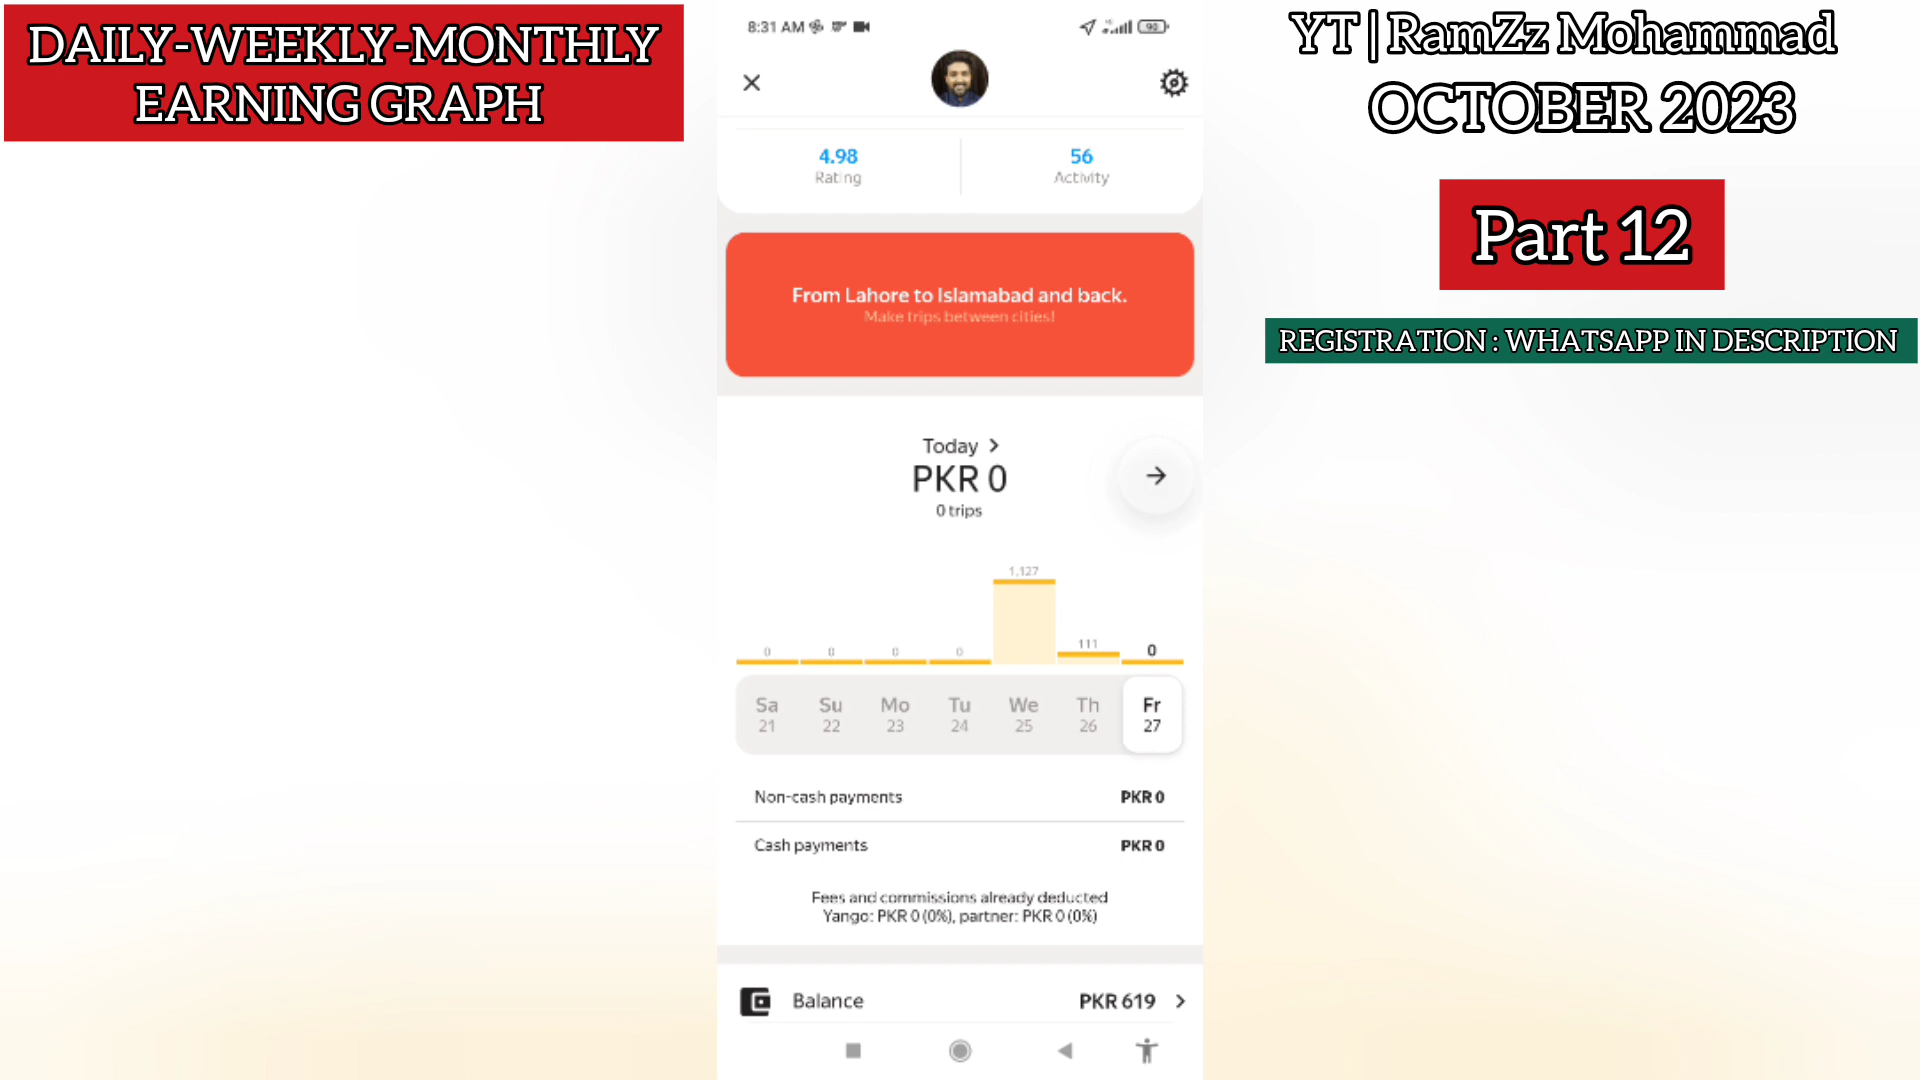 DAILY-WEEKLY-MONTHLY
EARNING GRAPH
YT | RamZz Mohammad
OCTOBER 2023
Part 12
REGISTRATION : WHATSAPP IN DESCRIPTION
8:31 AM
90
4.98
Rating
56
Activity
From Lahore to Islamabad and back.
Make trips between cities!
Today
PKR 0
0 trips
0 0 0 0 1,127 111 0
Sa Su Mo Tu We Th Fr
21 22 23 24 25 26 27
Non-cash payments PKR 0
Cash payments PKR 0
Fees and commissions already deducted
Yango: PKR 0 (0%), partner: PKR 0 (0%)
Balance PKR 619